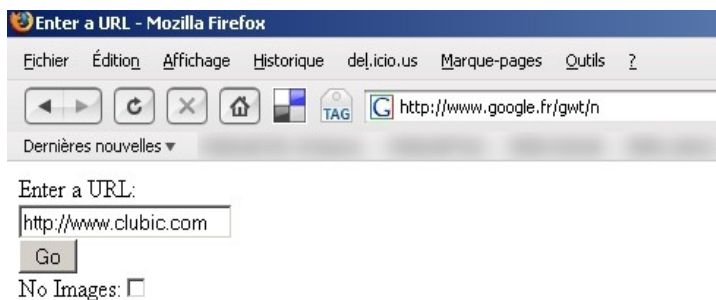 Enter a URL - Mozilla Firefox
Fichier Édition Affichage Historique del.icio.us Marque-pages Outils ?
TAG G http://www.google.fr/gwt/n
Dernières nouvelles
Enter a URL:
http://www.clubic.com
Go
No Images: